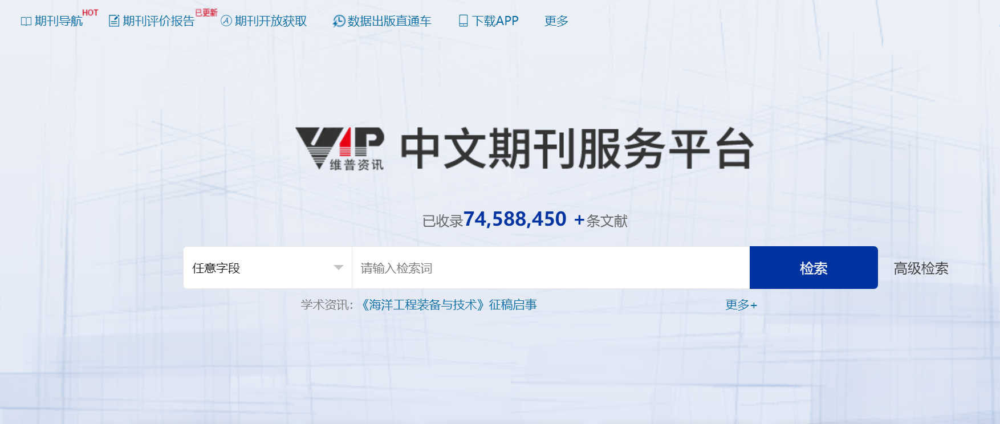 期刊导航 HOT 期刊评价报告 已更新 期刊开放获取 数据出版直通车 下载APP 更多
VIP 维普资讯 中文期刊服务平台
已收录74,588,450 +条文献
任意字段 请输入检索词 检索 高级检索
学术资讯：《海洋工程装备与技术》征稿启事 更多+